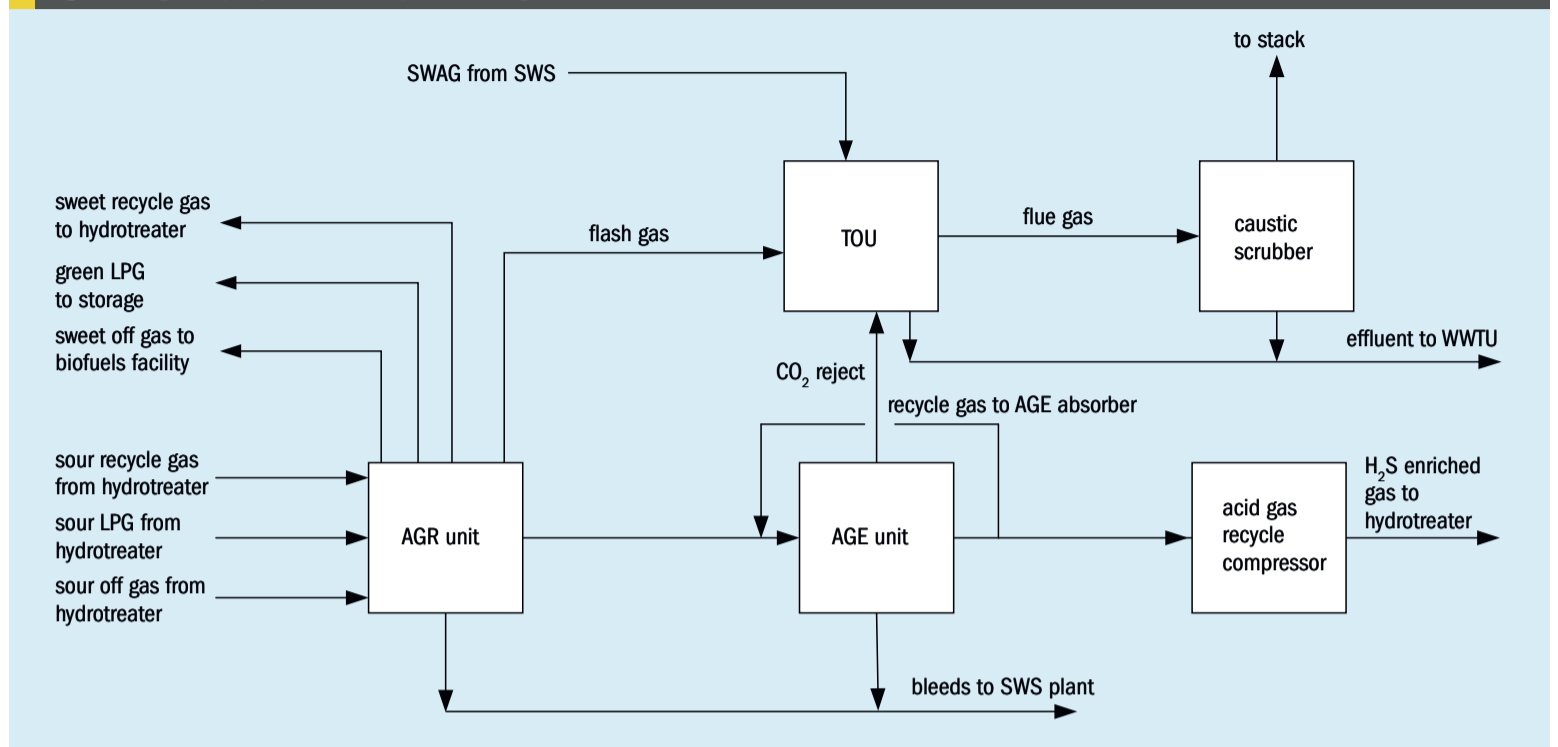 to stack
SWAG from SWS
sweet recycle gas
to hydrotreater
green LPG
to storage
sweet off gas to
biofuels facility
flash gas
TOU
flue gas
caustic
scrubber
effluent to WWTU
CO₂ reject
recycle gas to AGE absorber
sour recycle gas
from hydrotreater
sour LPG from
hydrotreater
sour off gas from
hydrotreater
AGR unit
AGE unit
acid gas
recycle
compressor
H₂S enriched
gas to
hydrotreater
bleeds to SWS plant